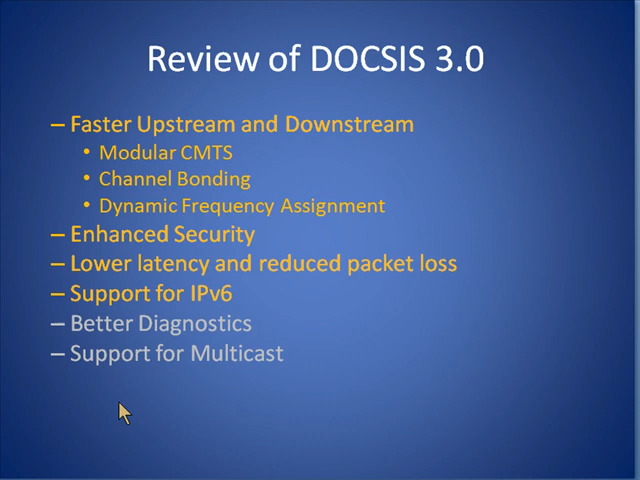 Review of DOCSIS 3.0
– Faster Upstream and Downstream
• Modular CMTS
• Channel Bonding
• Dynamic Frequency Assignment
– Enhanced Security
– Lower latency and reduced packet loss
– Support for IPv6
– Better Diagnostics
– Support for Multicast